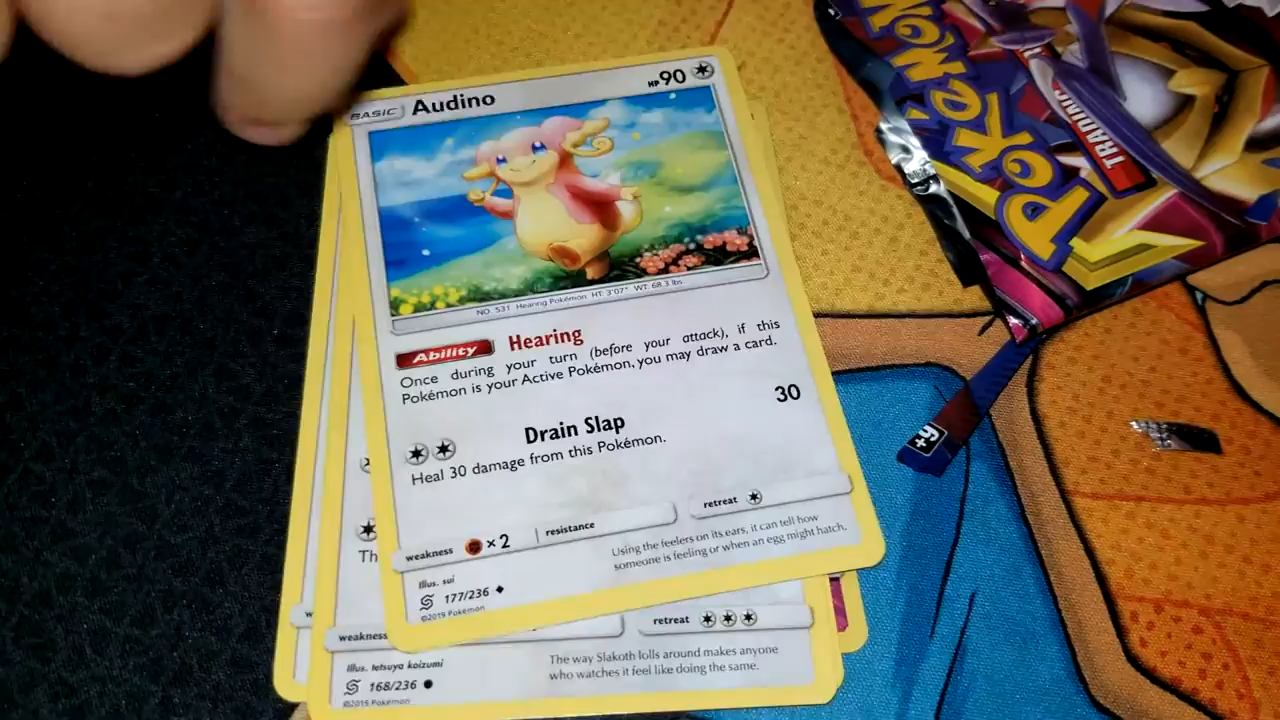 BASIC Audino HP 90
NO. 531 Hearing Pokémon HT: 3'07" WT: 68.3 lbs.
Ability Hearing
Once during your turn (before your attack), if this
Pokémon is your Active Pokémon, you may draw a card.
Drain Slap 30
Heal 30 damage from this Pokémon.
weakness ×2 resistance retreat
Using the feelers on its ears, it can tell how
someone is feeling or when an egg might hatch.
Illus. sui
177/236
©2019 Pokémon
Th
weakness
retreat
The way Slakoth lolls around makes anyone
who watches it feel like doing the same.
Illus. tetsuya koizumi
168/236
©2019 Pokémon
w
POKéMON
TRADING
+y